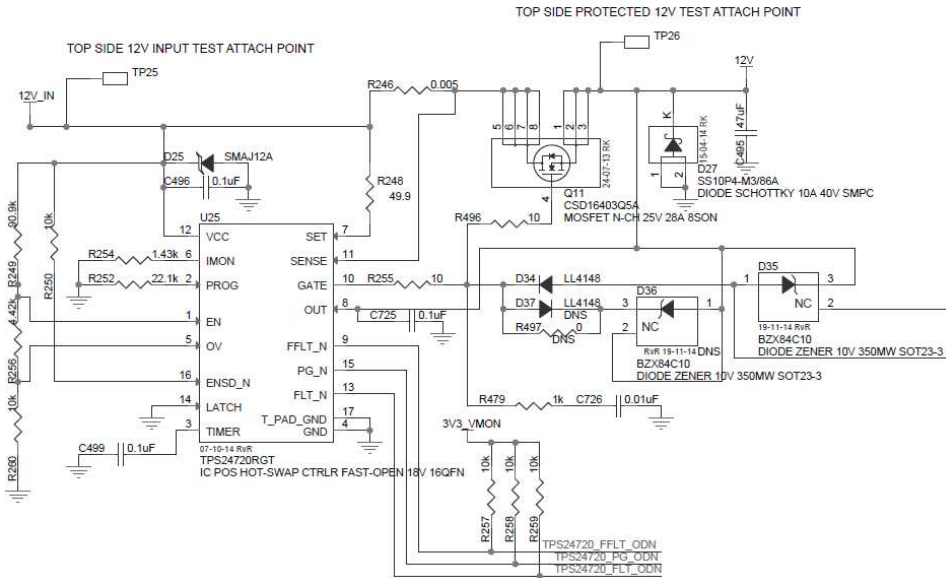 TOP SIDE PROTECTED 12V TEST ATTACH POINT
TOP SIDE 12V INPUT TEST ATTACH POINT
TP26
TP25
12V
12V_IN
R246 0.005
5 6 7 8
1 2 3
24-07-13 RK
K
15-04-14 RK
47uF
C495
D25 SMAJ12A
C496 0.1uF
R248
49.9
Q11
4
CSD16403Q5A
MOSFET N-CH 25V 28A 8SON
1 2
D27
SS10P4-M3/86A
DIODE SCHOTTKY 10A 40V SMPC
90.9k
10k
U25
R496 10
12 VCC
SET 7
R254 1.43k 6 IMON
SENSE 11
R249
R250
R252 22.1k 2 PROG
GATE 10 R255 10
D34 LL4148
1 D35 3
OUT 8
D37 LL4148
DNS
D36
3 1
NC
2
4.42k
1 EN
C725 0.1uF
R497 0
DNS
2 NC
19-11-14 RvR
BZX84C10
DIODE ZENER 10V 350MW SOT23-3
5 OV
FFLT_N 9
RvR 19-11-14 DNS
BZX84C10
DIODE ZENER 10V 350MW SOT23-3
R256
PG_N 15
16 ENSD_N
FLT_N 13
10k
14 LATCH
R479 1k C726 0.01uF
T_PAD_GND 17
3 TIMER
GND 4
3V3_VMON
C499 0.1uF
07-10-14 RvR
TPS24720RGT
IC POS HOT-SWAP CTRLR FAST-OPEN 18V 16QFN
R260
10k 10k 10k
R257 R258 R259
TPS24720_FFLT_ODN
TPS24720_PG_ODN
TPS24720_FLT_ODN